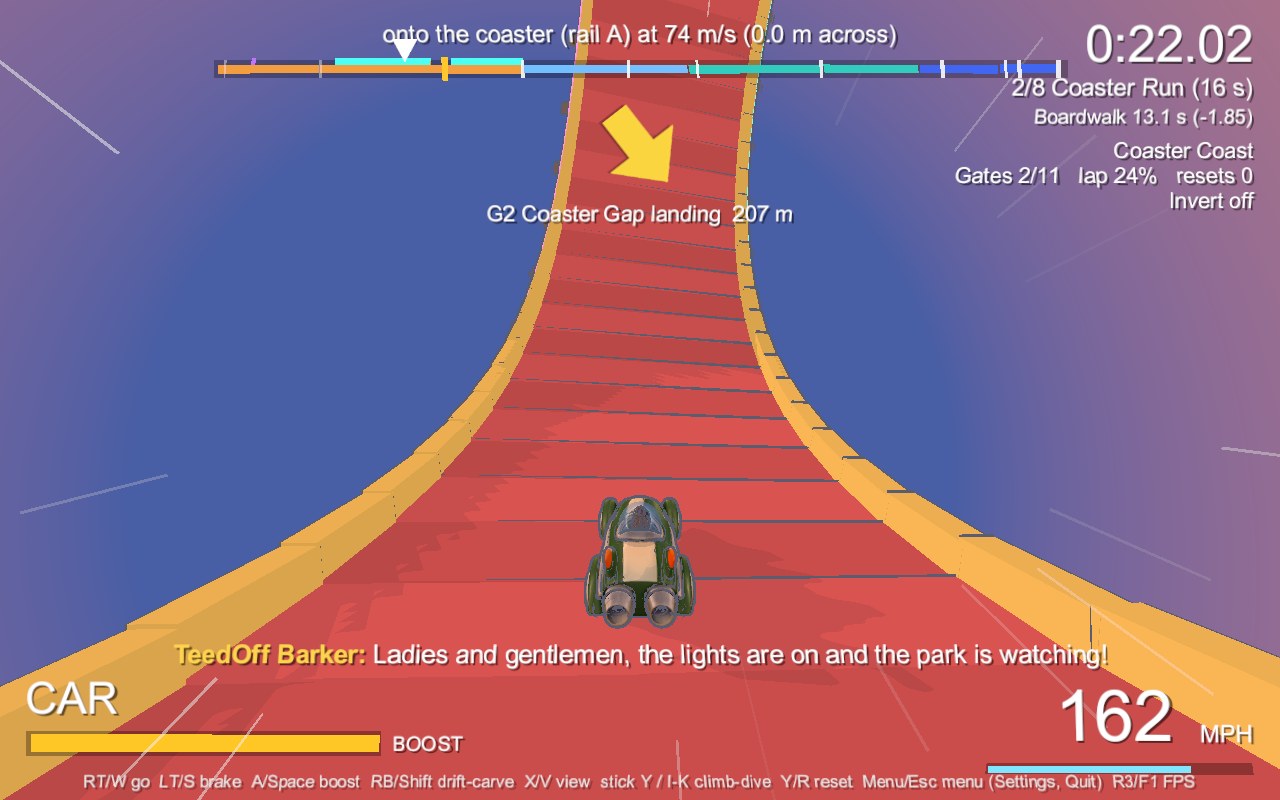 onto the coaster (rail A) at 74 m/s (0.0 m across)
0:22.02
2/8 Coaster Run (16 s)
Boardwalk 13.1 s (-1.85)
Coaster Coast
Gates 2/11 lap 24% resets 0
Invert off
G2 Coaster Gap landing 207 m
TeedOff Barker: Ladies and gentlemen, the lights are on and the park is watching!
CAR
BOOST
162 MPH
RT/W go LT/S brake A/Space boost RB/Shift drift-carve X/V view stick Y / I-K climb-dive Y/R reset Menu/Esc menu (Settings, Quit) R3/F1 FPS